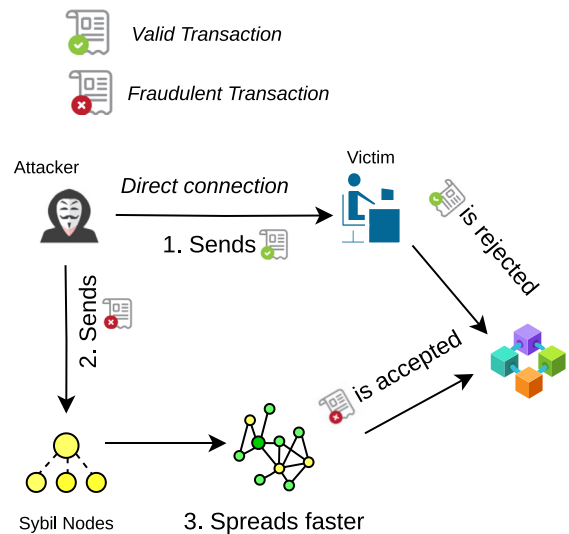 Valid Transaction
Fraudulent Transaction
Attacker
Victim
Direct connection
1. Sends
is rejected
2. Sends
is accepted
Sybil Nodes
3. Spreads faster